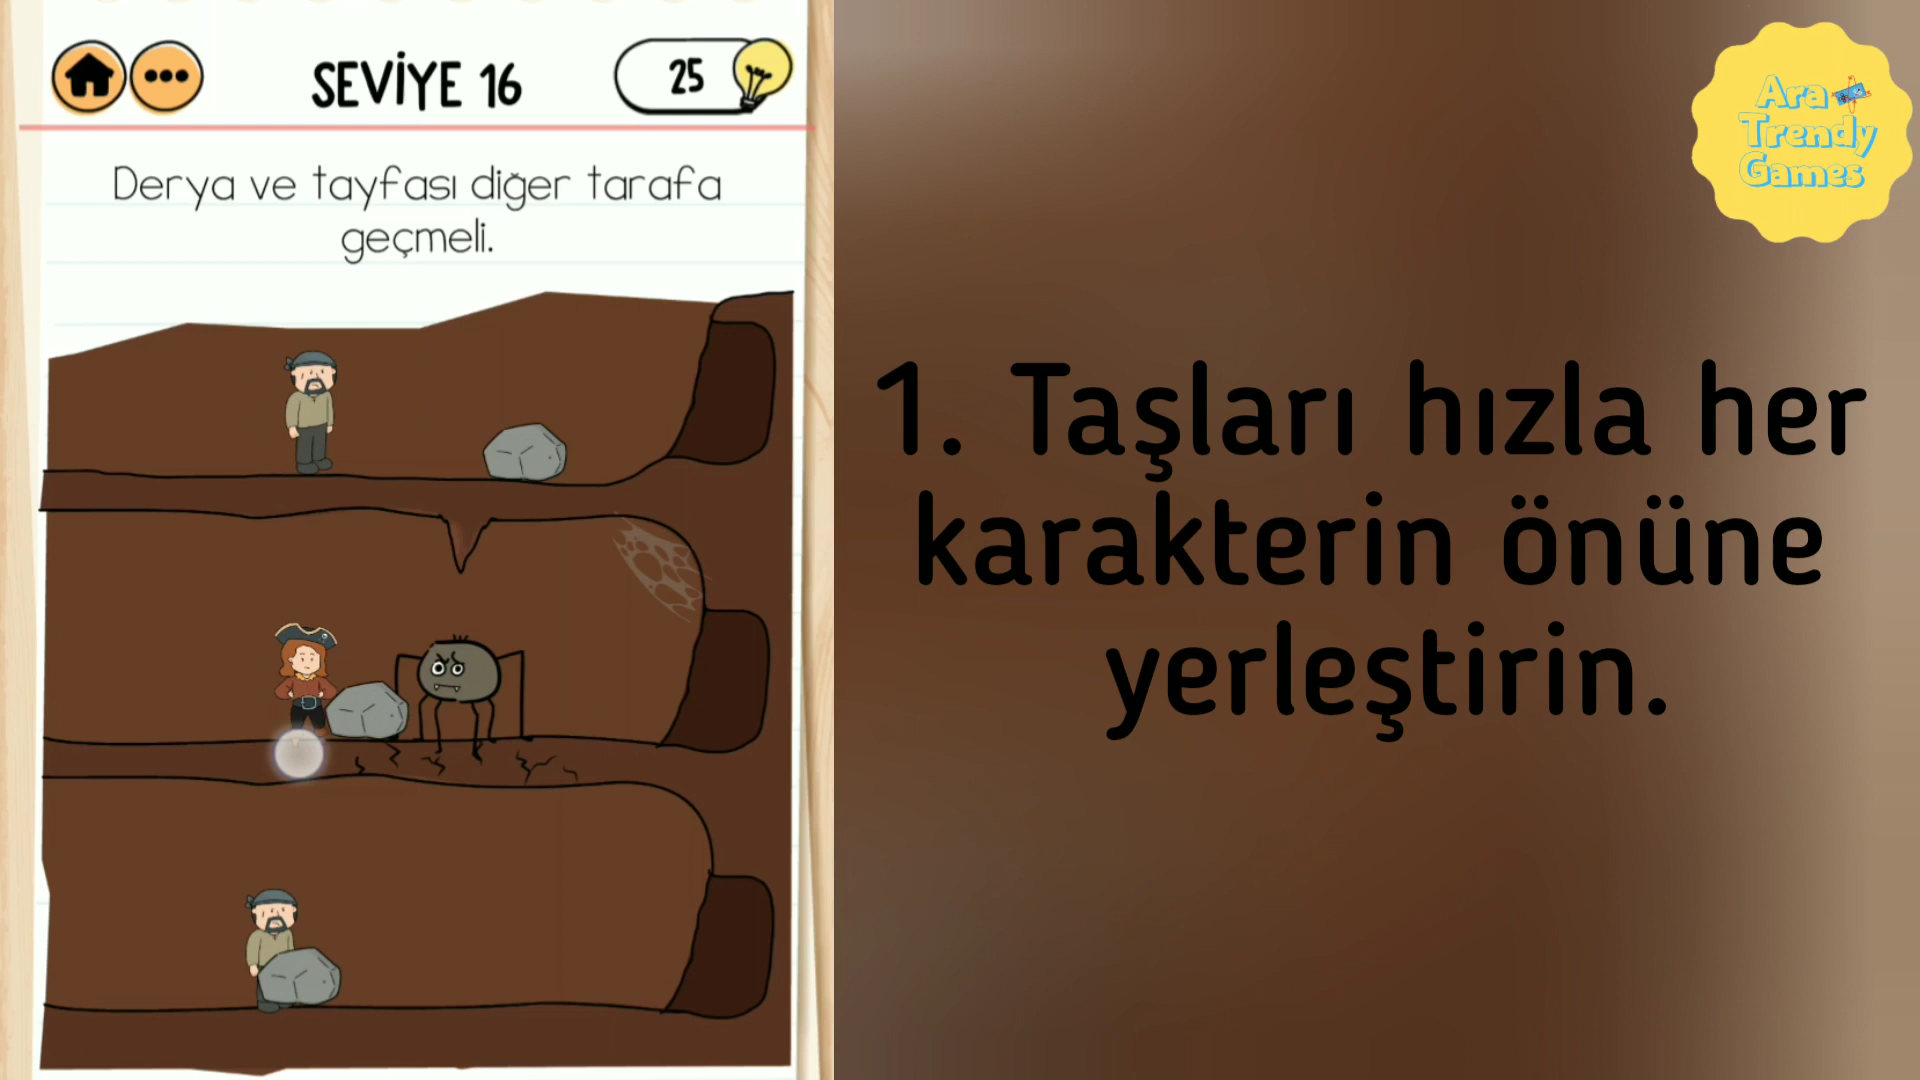 SEVİYE 16
25
Derya ve tayfası diğer tarafa
geçmeli.
1. Taşları hızla her
karakterin önüne
yerleştirin.
Ara
Trendy
Games